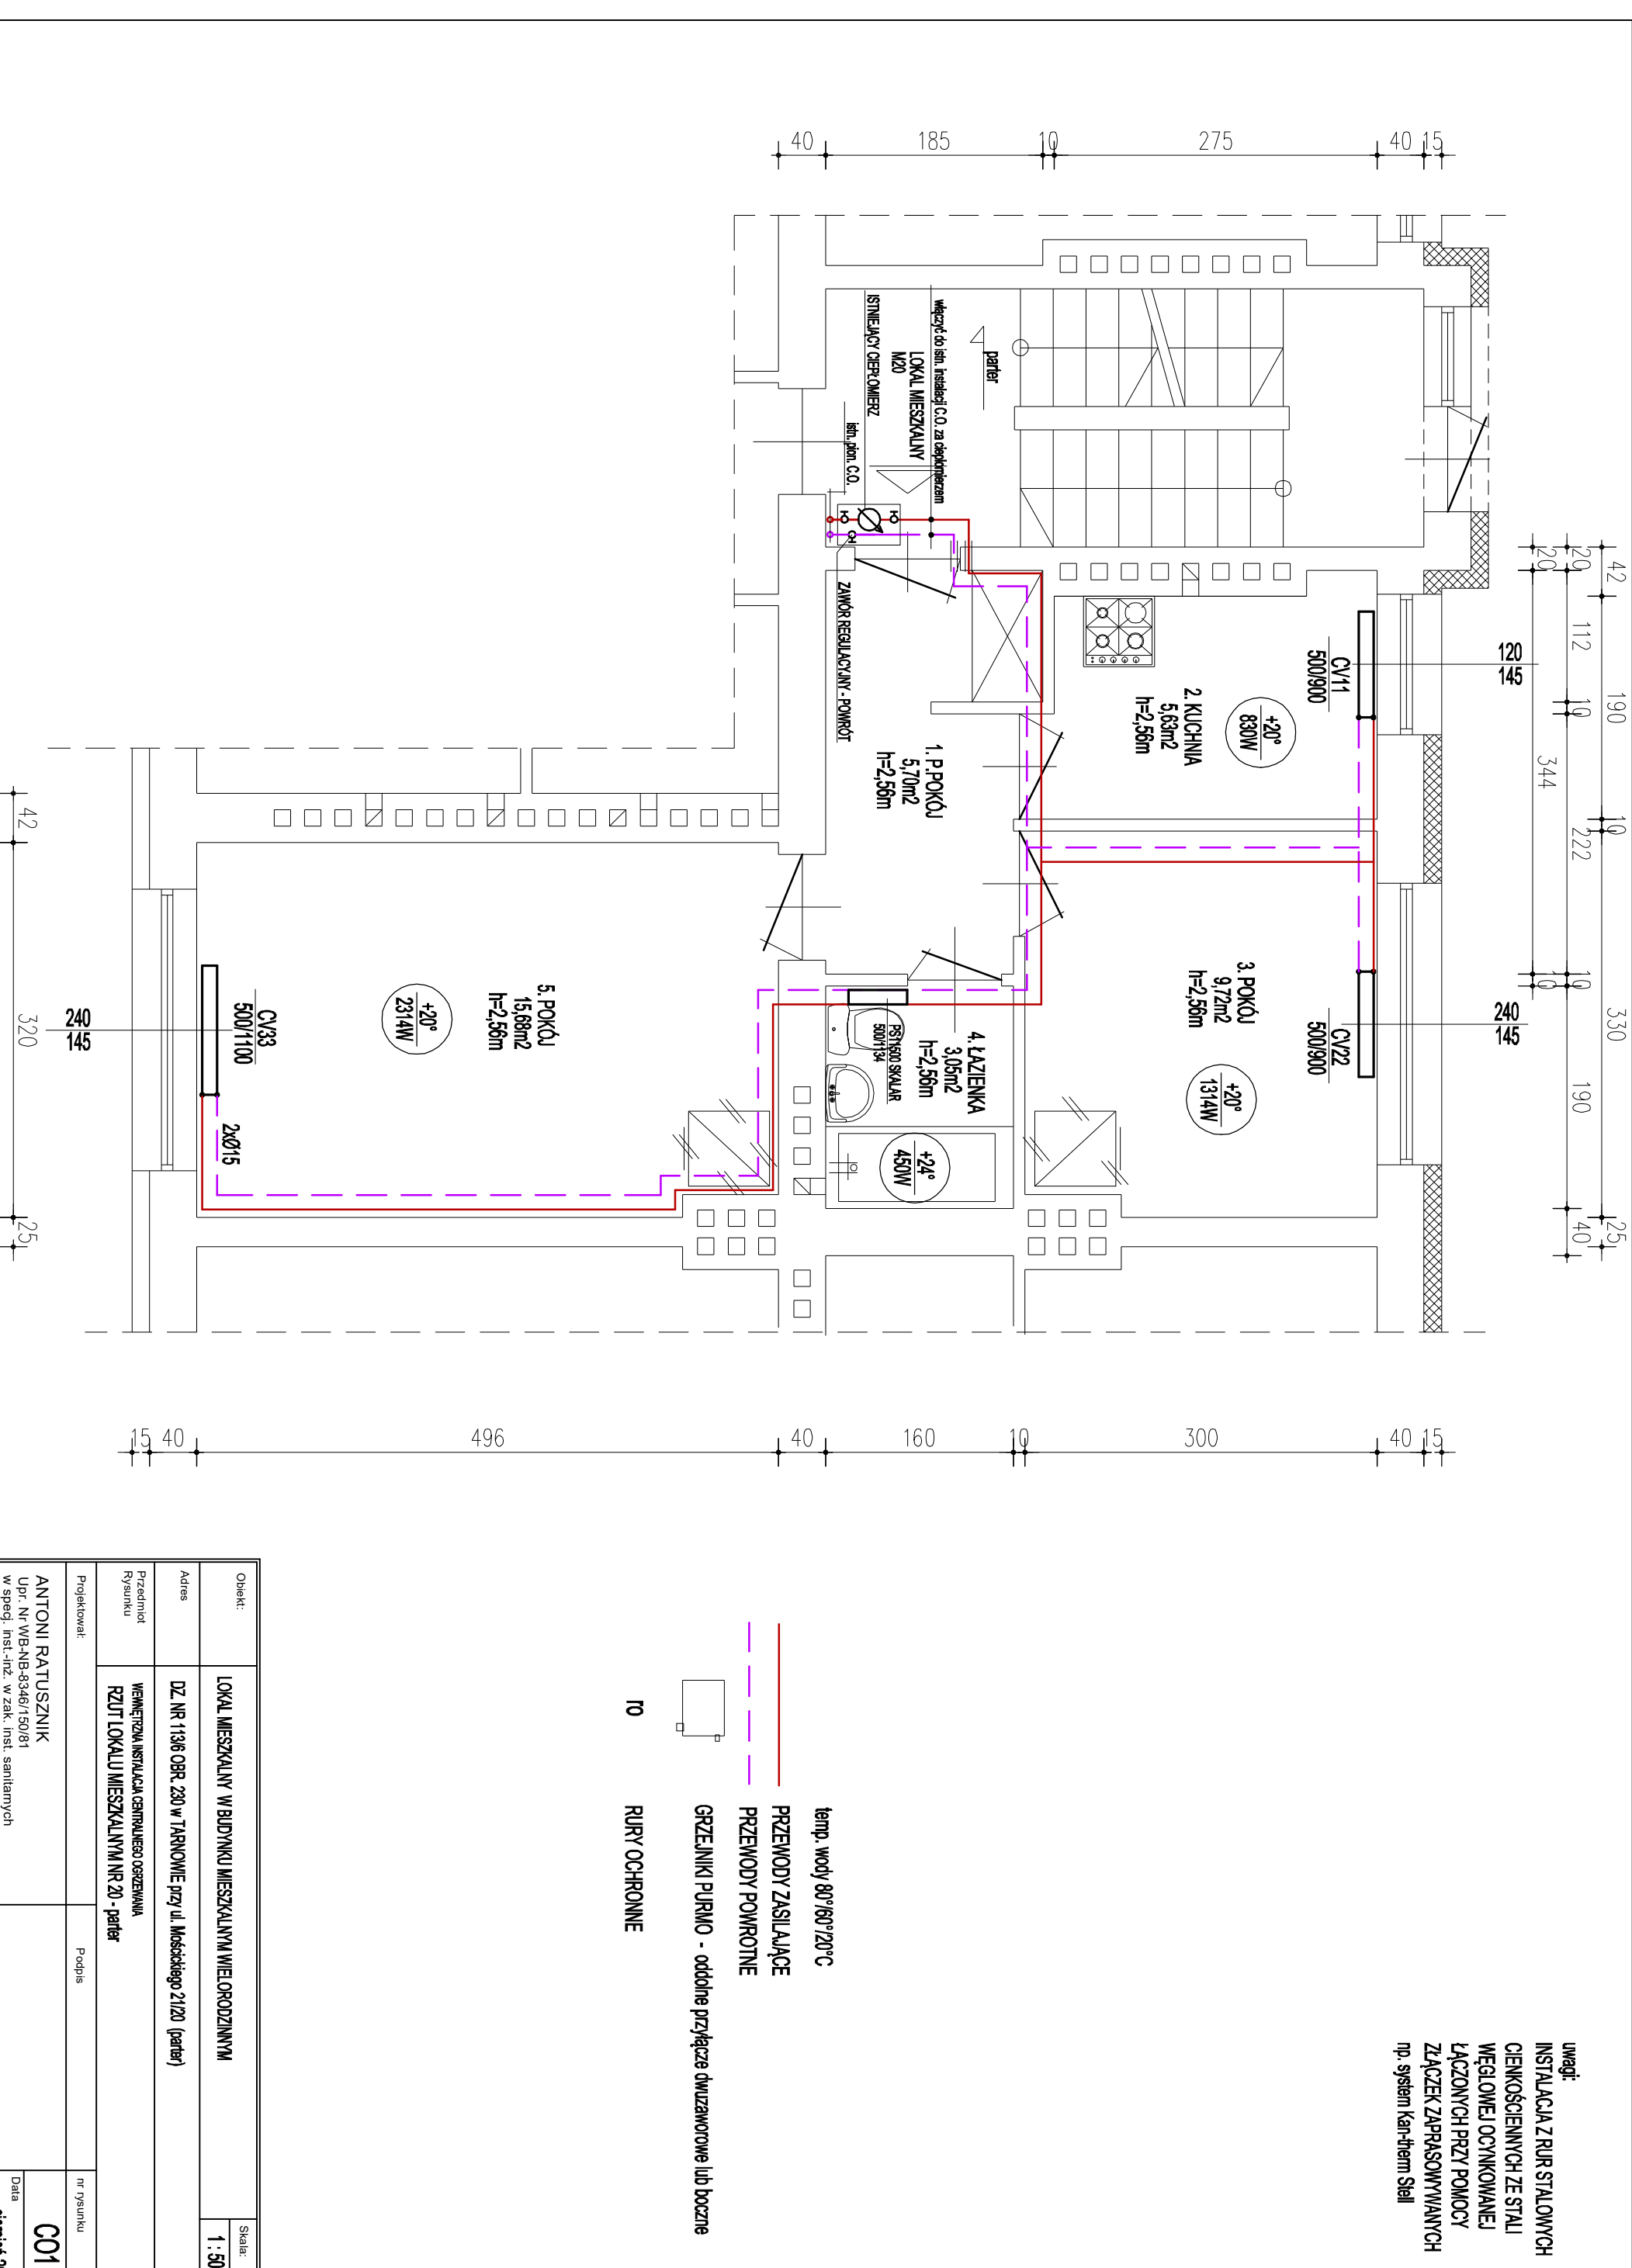 uwagi:
INSTALACJA Z RUR STALOWYCH
CIENKOŚCIENNYCH ZE STALI
WĘGLOWEJ OCYNKOWANEJ
ŁĄCZONYCH PRZY POMOCY
ZŁĄCZEK ZAPRASOWYWANYCH
np. system Kan-therm Stell
42
190
10
330
25
20
112
10
222
10
190
40
20
344
10
120
145
240
145
CV11
500/900
CV22
500/900
+20°
830W
2. KUCHNIA
5,63m2
h=2,56m
3. POKÓJ
9,72m2
h=2,56m
+20°
1314W
parter
włączyć do istn. instalacji C.O. za ciepłomierzem
LOKAL MIESZKALNY
M20
ISTNIEJĄCY CIEPŁOMIERZ
istn. pion. C.O.
ZAWÓR REGULACYJNY - POWRÓT
1. P.POKÓJ
5,70m2
h=2,56m
4. ŁAZIENKA
3,05m2
h=2,56m
PS11600 SKALAR
500/1134
+24°
450W
5. POKÓJ
15,68m2
h=2,56m
+20°
2314W
CV33
500/1100
2xØ15
240
145
42
320
25
15
40
275
10
185
40
15
40
300
10
160
40
496
40
15
temp. wody 80°/60°/20°C
PRZEWODY ZASILAJĄCE
PRZEWODY POWROTNE
GRZEJNIKI PURMO - oddolne przyłącze dwuzaworowe lub boczne
ro RURY OCHRONNE
Obiekt:
LOKAL MIESZKALNY W BUDYNKU MIESZKALNYM WIELORODZINNYM
Skala:
1 : 50
Adres
DZ. NR 113/6 OBR. 230 w TARNOWIE przy ul. Mościckiego 21/20 (parter)
Przedmiot
Rysunku
WEWNĘTRZNA INSTALACJA CENTRALNEGO OGRZEWANIA
RZUT LOKALU MIESZKALNYM NR 20 - parter
Projektował:
Podpis
nr rysunku
ANTONI RATUSZNIK
Upr. Nr WB-NB-8346/150/81
w specj. inst.-inż. w zak. inst. sanitarnych
CO1
Data